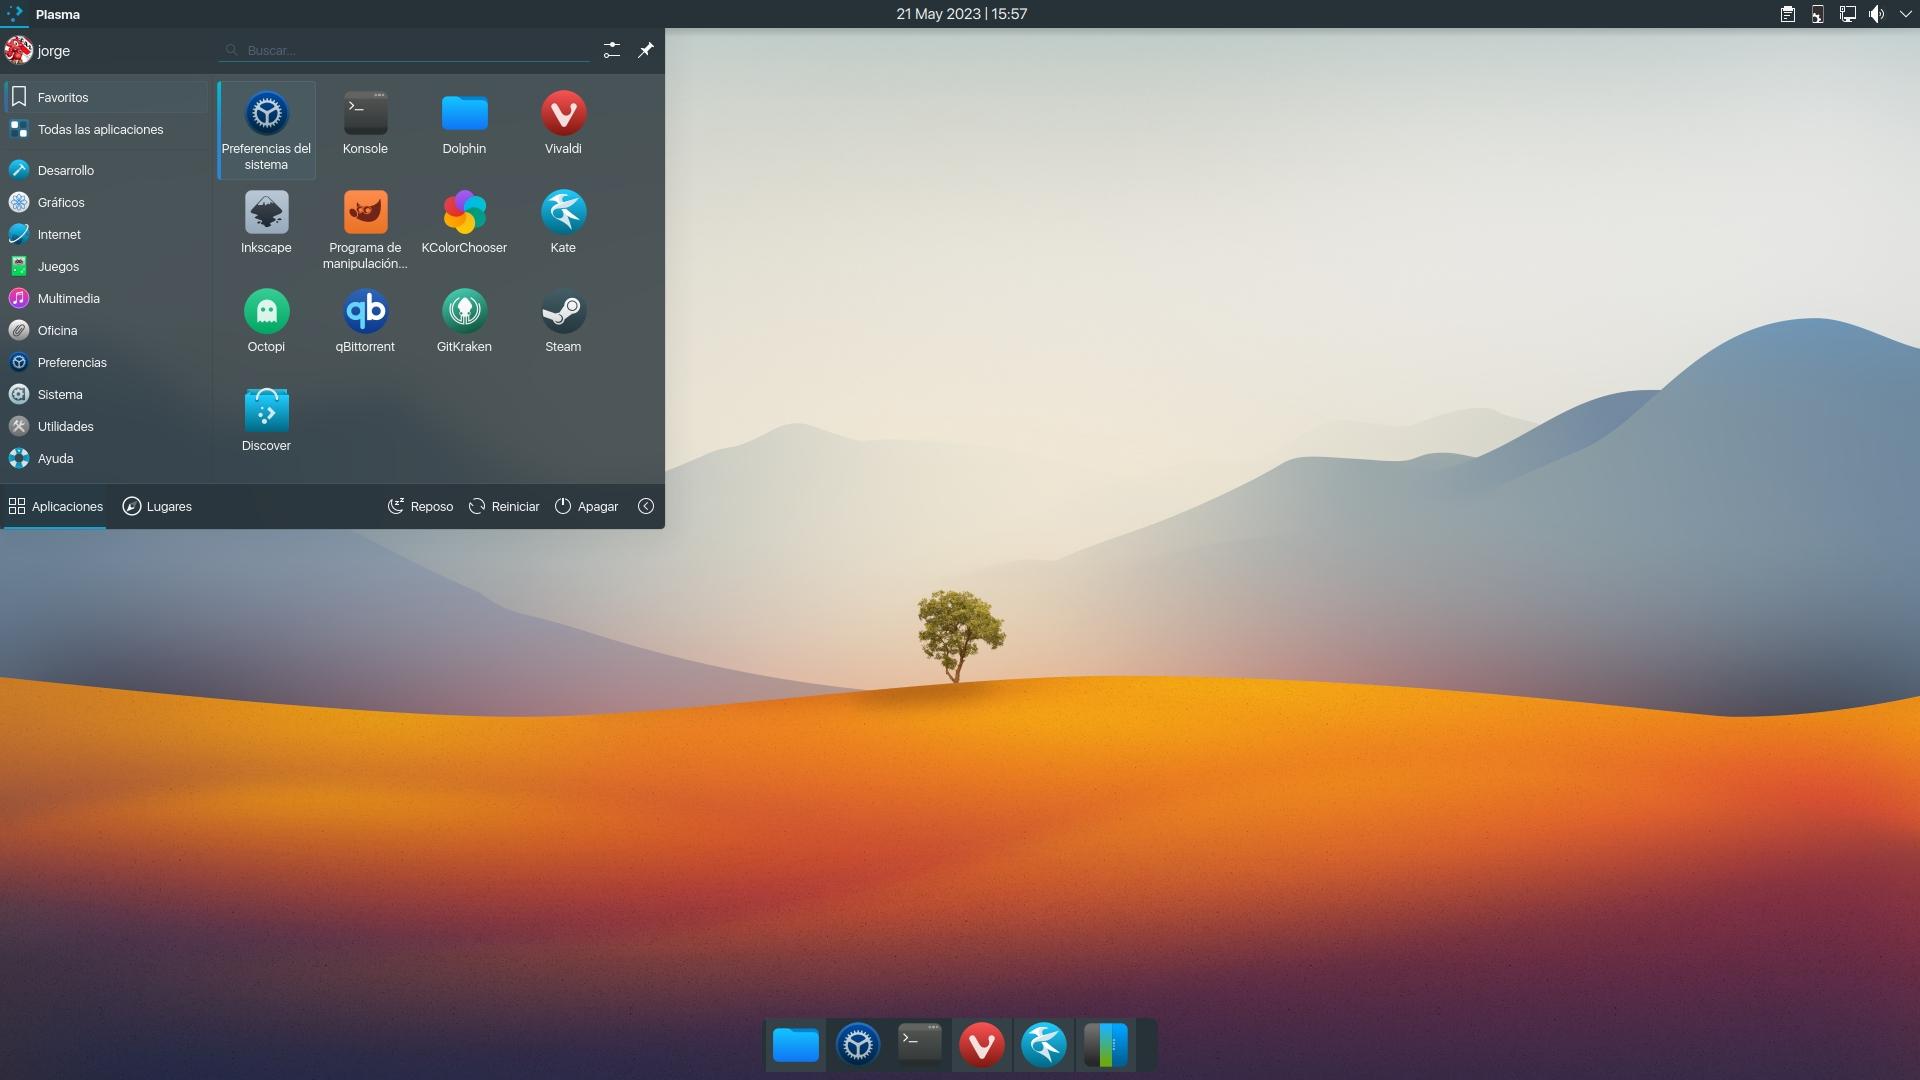 Plasma
21 May 2023 | 15:57
jorge
Buscar...
Favoritos
Todas las aplicaciones
Desarrollo
Gráficos
Internet
Juegos
Multimedia
Oficina
Preferencias
Sistema
Utilidades
Ayuda
Preferencias del
sistema
Konsole
Dolphin
Vivaldi
Inkscape
Programa de
manipulación...
KColorChooser
Kate
Octopi
qb
qBittorrent
GitKraken
Steam
Discover
Aplicaciones
Lugares
Reposo
Reiniciar
Apagar